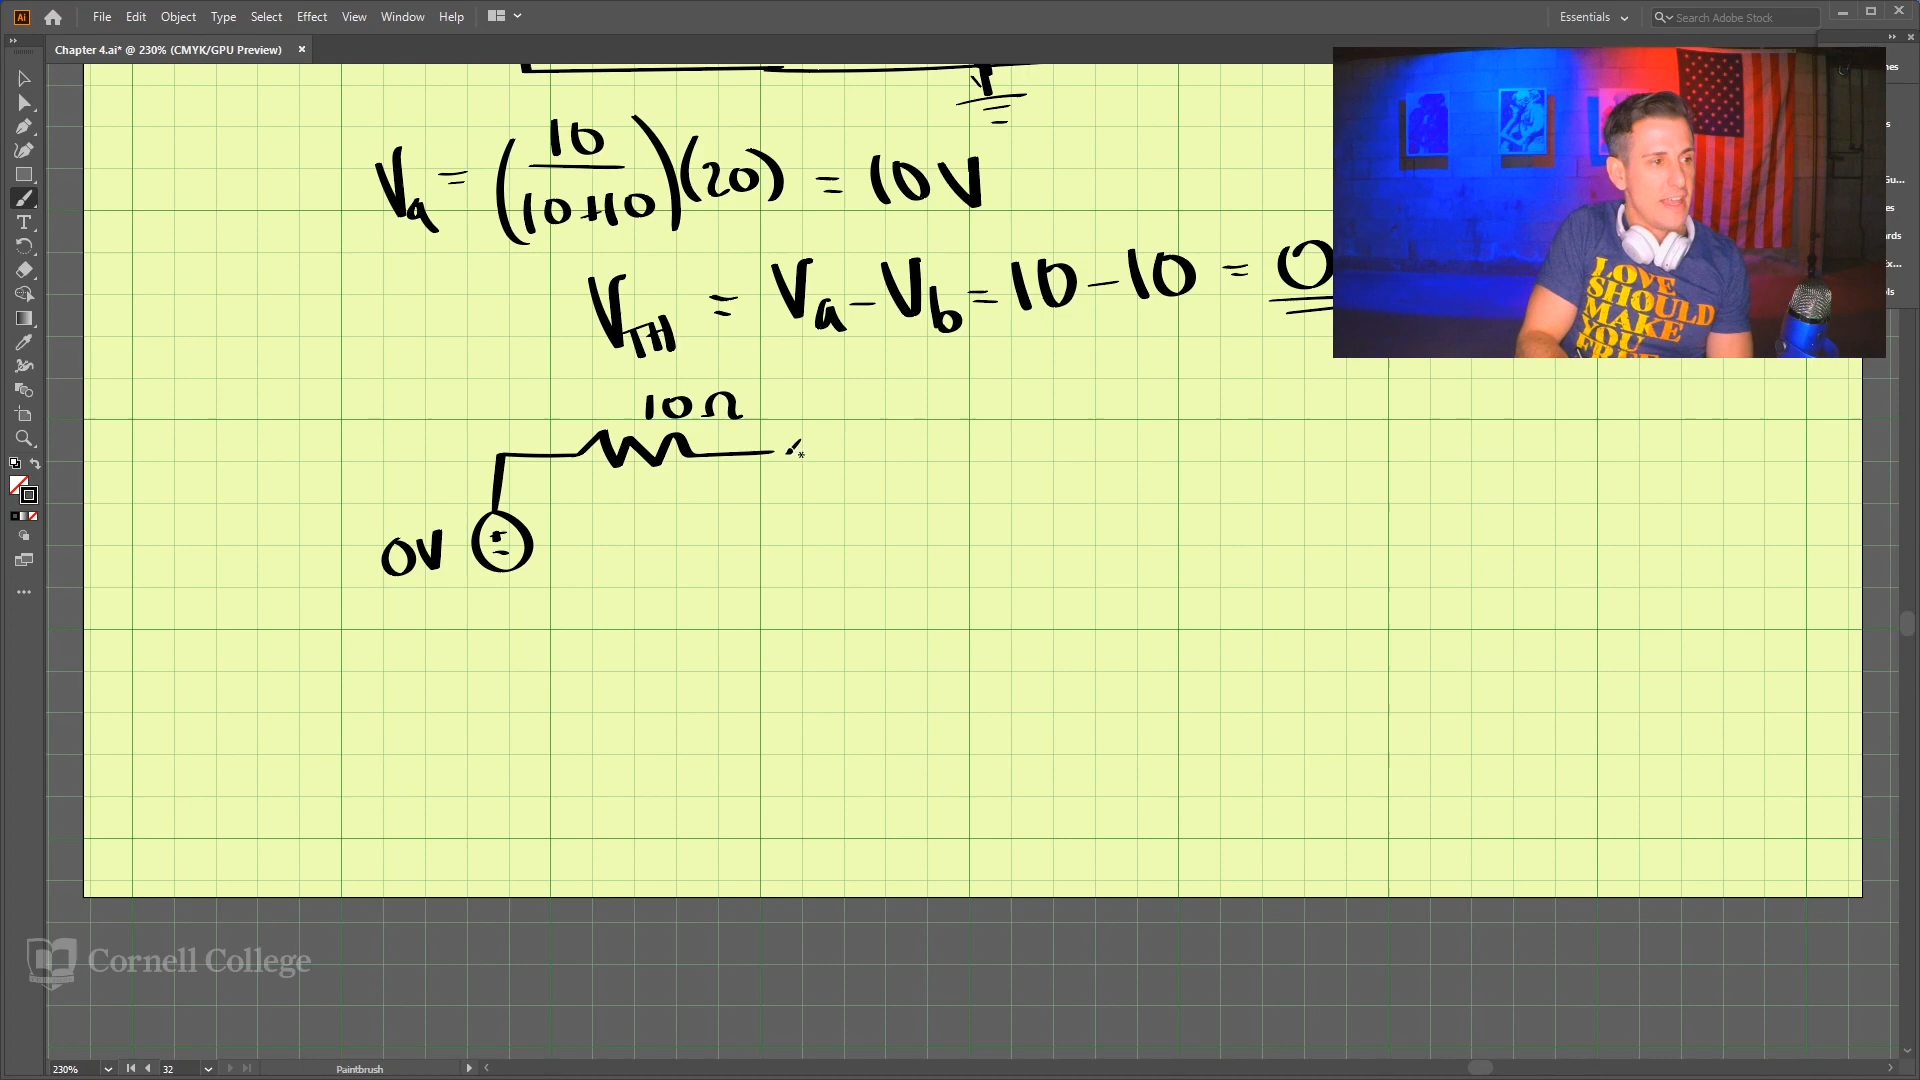 Ai File Edit Object Type Select Effect View Window Help Essentials Search Adobe Stock
Chapter 4.ai* @ 230% (CMYK/GPU Preview)
Va = (10/(10+10))(20) = 10V
VTH = Va - Vb = 10 - 10 = 0
10Ω
0V
LOVE
SHOULD
MAKE
YOU
FREE
Cornell College
230% 32 Paintbrush